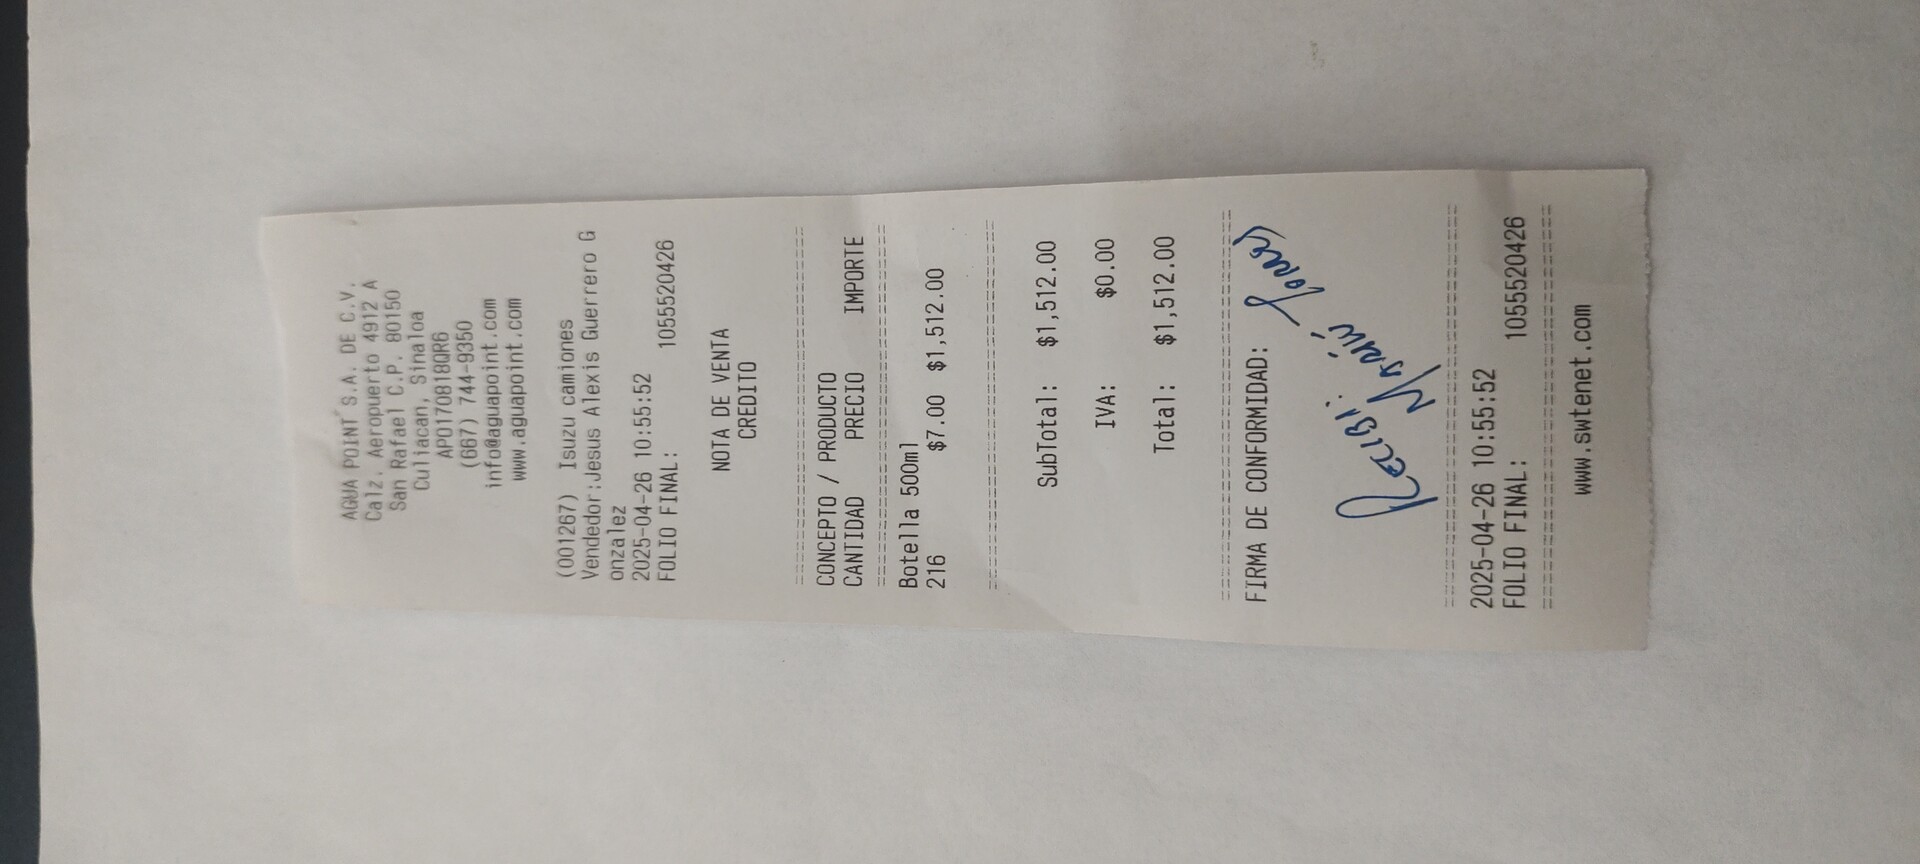 AGUA POINT S.A. DE C.V.
Calz. Aeropuerto 4912 A
San Rafael C.P. 80150
Culiacan, Sinaloa
APO170818QR6
(667) 744-9350
info@aguapoint.com
www.aguapoint.com
(001267) Isuzu camiones
Vendedor:Jesus Alexis Guerrero G
onzalez
2025-04-26 10:55:52
FOLIO FINAL: 1055520426
NOTA DE VENTA
CREDITO
================================
CONCEPTO / PRODUCTO
CANTIDAD PRECIO IMPORTE
================================
Botella 500ml
216 $7.00 $1,512.00
================================
SubTotal: $1,512.00
IVA: $0.00
Total: $1,512.00
================================
FIRMA DE CONFORMIDAD:
Recibi:
================================
2025-04-26 10:55:52
FOLIO FINAL: 1055520426
================================
www.swtenet.com